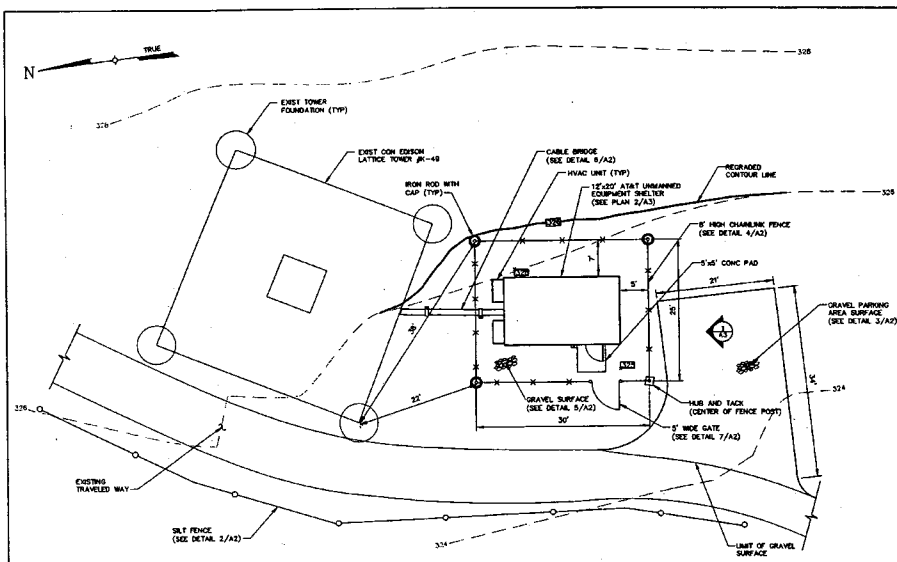 TRUE
N
328
326
EXIST TOWER
FOUNDATION (TYP)
EXIST CON EDISON
LATTICE TOWER #K-49
IRON ROD WITH
CAP (TYP)
CABLE BRIDGE
(SEE DETAIL 6/A2)
HVAC UNIT (TYP)
12'x20' AT&T UNMANNED
EQUIPMENT SHELTER
(SEE PLAN 2/A3)
REGRADED
CONTOUR LINE
8' HIGH CHAINLINK FENCE
(SEE DETAIL 4/A2)
5'x5' CONC PAD
7'
5'
25'
21'
34'
GRAVEL PARKING
AREA SURFACE
(SEE DETAIL 3/A2)
324
22'
GRAVEL SURFACE
(SEE DETAIL 5/A2)
30'
HUB AND TACK
(CENTER OF FENCE POST)
5' WIDE GATE
(SEE DETAIL 7/A2)
EXISTING
TRAVELED WAY
SILT FENCE
(SEE DETAIL 2/A2)
324
LIMIT OF GRAVEL
SURFACE